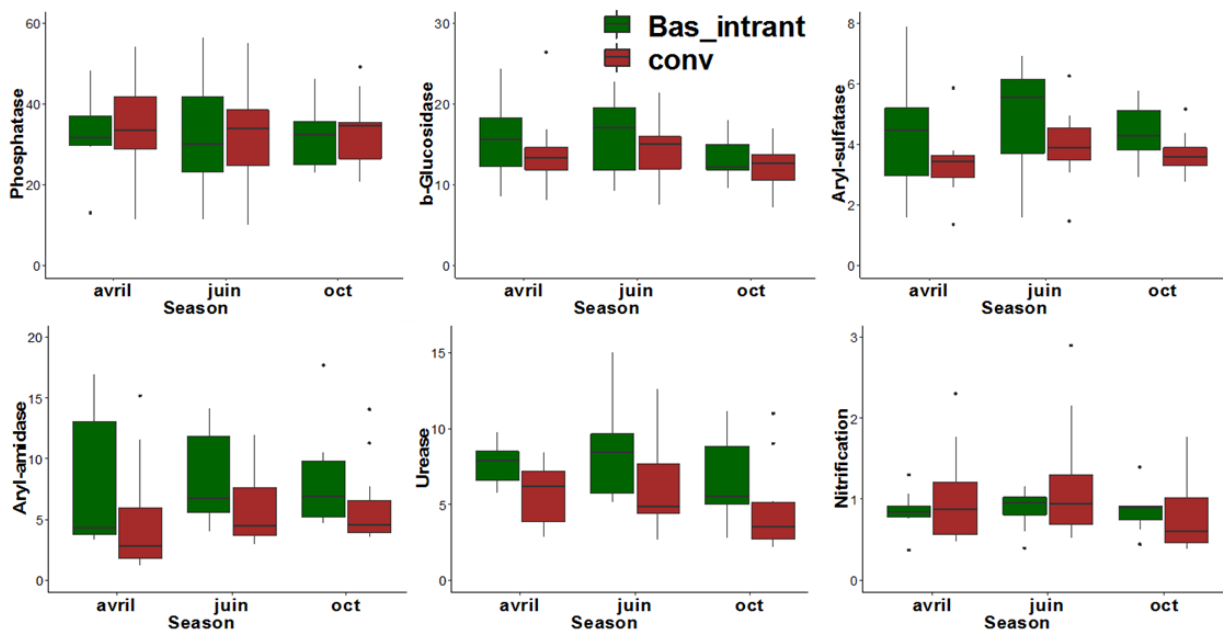 Bas_intrant
conv
Phosphatase
60
40
20
0
avril juin oct
Season
b-Glucosidase
30
20
10
0
avril juin oct
Season
Aryl-sulfatase
8
6
4
2
0
avril juin oct
Season
Aryl-amidase
20
15
10
5
0
avril juin oct
Season
Urease
15
10
5
0
avril juin oct
Season
Nitrification
3
2
1
0
avril juin oct
Season